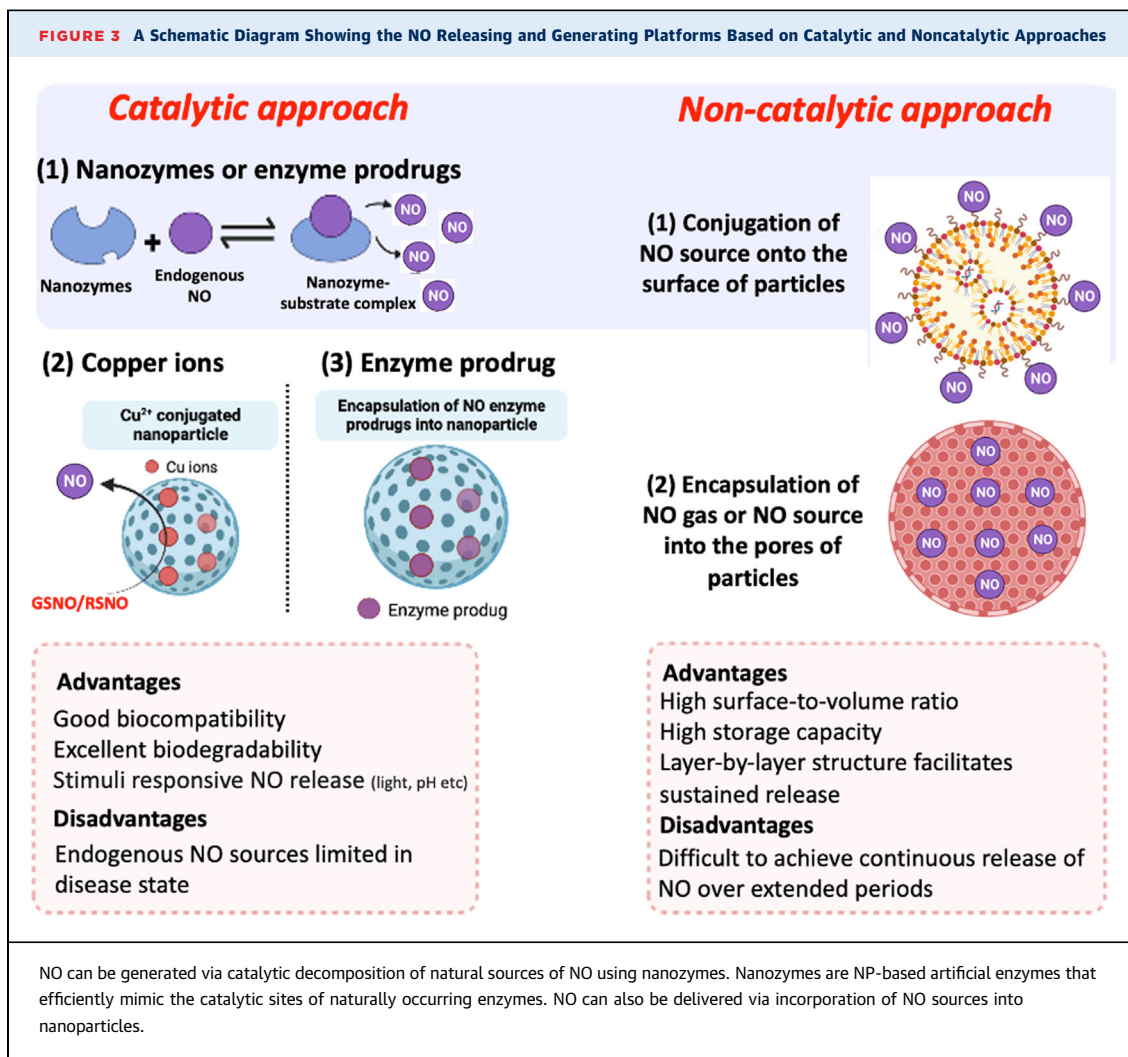 FIGURE 3 A Schematic Diagram Showing the NO Releasing and Generating Platforms Based on Catalytic and Noncatalytic Approaches
Catalytic approach
(1) Nanozymes or enzyme prodrugs
+
NO
NO
NO
NO
Nanozymes
Endogenous
NO
Nanozyme-
substrate complex
(2) Copper ions
Cu²⁺ conjugated
nanoparticle
NO
Cu ions
GSNO/RSNO
(3) Enzyme prodrug
Encapsulation of NO enzyme
prodrugs into nanoparticle
Enzyme produg
Advantages
Good biocompatibility
Excellent biodegradability
Stimuli responsive NO release (light, pH etc)
Disadvantages
Endogenous NO sources limited in
disease state
Non-catalytic approach
(1) Conjugation of
NO source onto the
surface of particles
NO
NO
NO
NO
NO
NO
NO
NO
NO
(2) Encapsulation of
NO gas or NO source
into the pores of
particles
NO
NO
NO
NO
NO
NO
NO
NO
Advantages
High surface-to-volume ratio
High storage capacity
Layer-by-layer structure facilitates
sustained release
Disadvantages
Difficult to achieve continuous release of
NO over extended periods
NO can be generated via catalytic decomposition of natural sources of NO using nanozymes. Nanozymes are NP-based artificial enzymes that
efficiently mimic the catalytic sites of naturally occurring enzymes. NO can also be delivered via incorporation of NO sources into
nanoparticles.